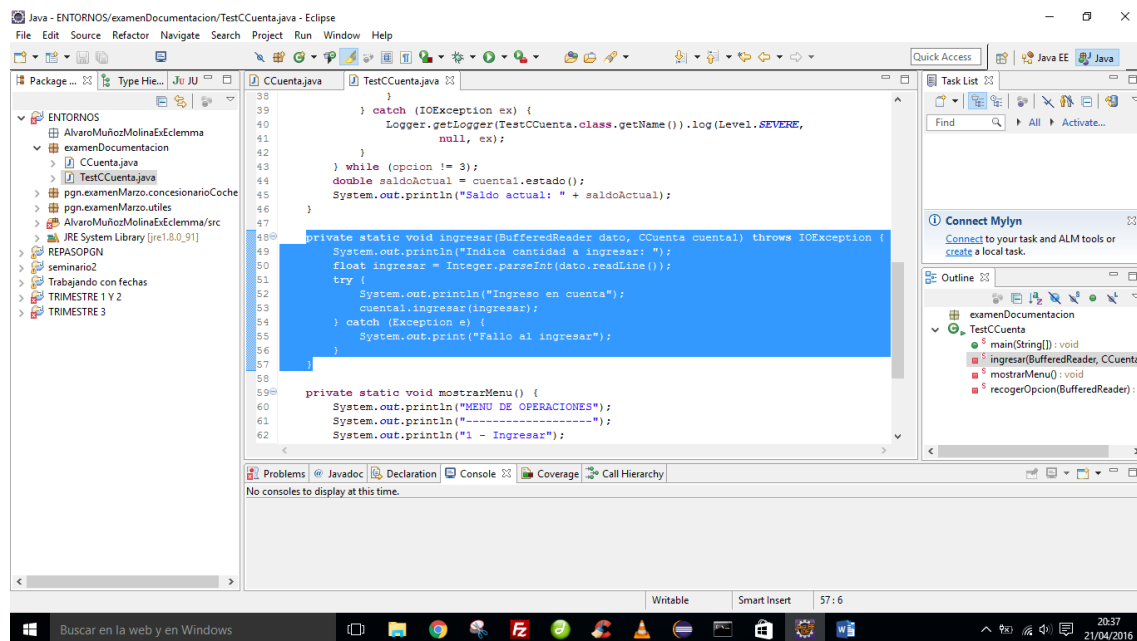 Java - ENTORNOS/examenDocumentacion/TestCCuenta.java - Eclipse
File Edit Source Refactor Navigate Search Project Run Window Help
Quick Access
Java EE
Java
Package ...
Type Hie...
JU
CCuenta.java
TestCCuenta.java
Task List
ENTORNOS
AlvaroMuñozMolinaExEclemma
examenDocumentacion
CCuenta.java
TestCCuenta.java
pgn.examenMarzo.concesionarioCoche
pgn.examenMarzo.utiles
AlvaroMuñozMolinaExEclemma/src
JRE System Library [jre1.8.0_91]
REPASOPGN
seminario2
Trabajando con fechas
TRIMESTRE 1 Y 2
TRIMESTRE 3
38 }
39 } catch (IOException ex) {
40 Logger.getLogger(TestCCuenta.class.getName()).log(Level.SEVERE,
41 null, ex);
42 }
43 } while (opcion != 3);
44 double saldoActual = cuenta1.estado();
45 System.out.println("Saldo actual: " + saldoActual);
46 }
47
48 private static void ingresar(BufferedReader dato, CCuenta cuenta1) throws IOException {
49 System.out.println("Indica cantidad a ingresar: ");
50 float ingresar = Integer.parseInt(dato.readLine());
51 try {
52 System.out.println("Ingreso en cuenta");
53 cuenta1.ingresar(ingresar);
54 } catch (Exception e) {
55 System.out.print("Fallo al ingresar");
56 }
57 }
58
59 private static void mostrarMenu() {
60 System.out.println("MENU DE OPERACIONES");
61 System.out.println("-------------------");
62 System.out.println("1 - Ingresar");
Find
All
Activate...
Connect Mylyn
Connect to your task and ALM tools or
create a local task.
Outline
examenDocumentacion
TestCCuenta
main(String[]) : void
ingresar(BufferedReader, CCuenta
mostrarMenu() : void
recogerOpcion(BufferedReader) :
Problems
Javadoc
Declaration
Console
Coverage
Call Hierarchy
No consoles to display at this time.
Writable
Smart Insert
57 : 6
Buscar en la web y en Windows
20:37
21/04/2016